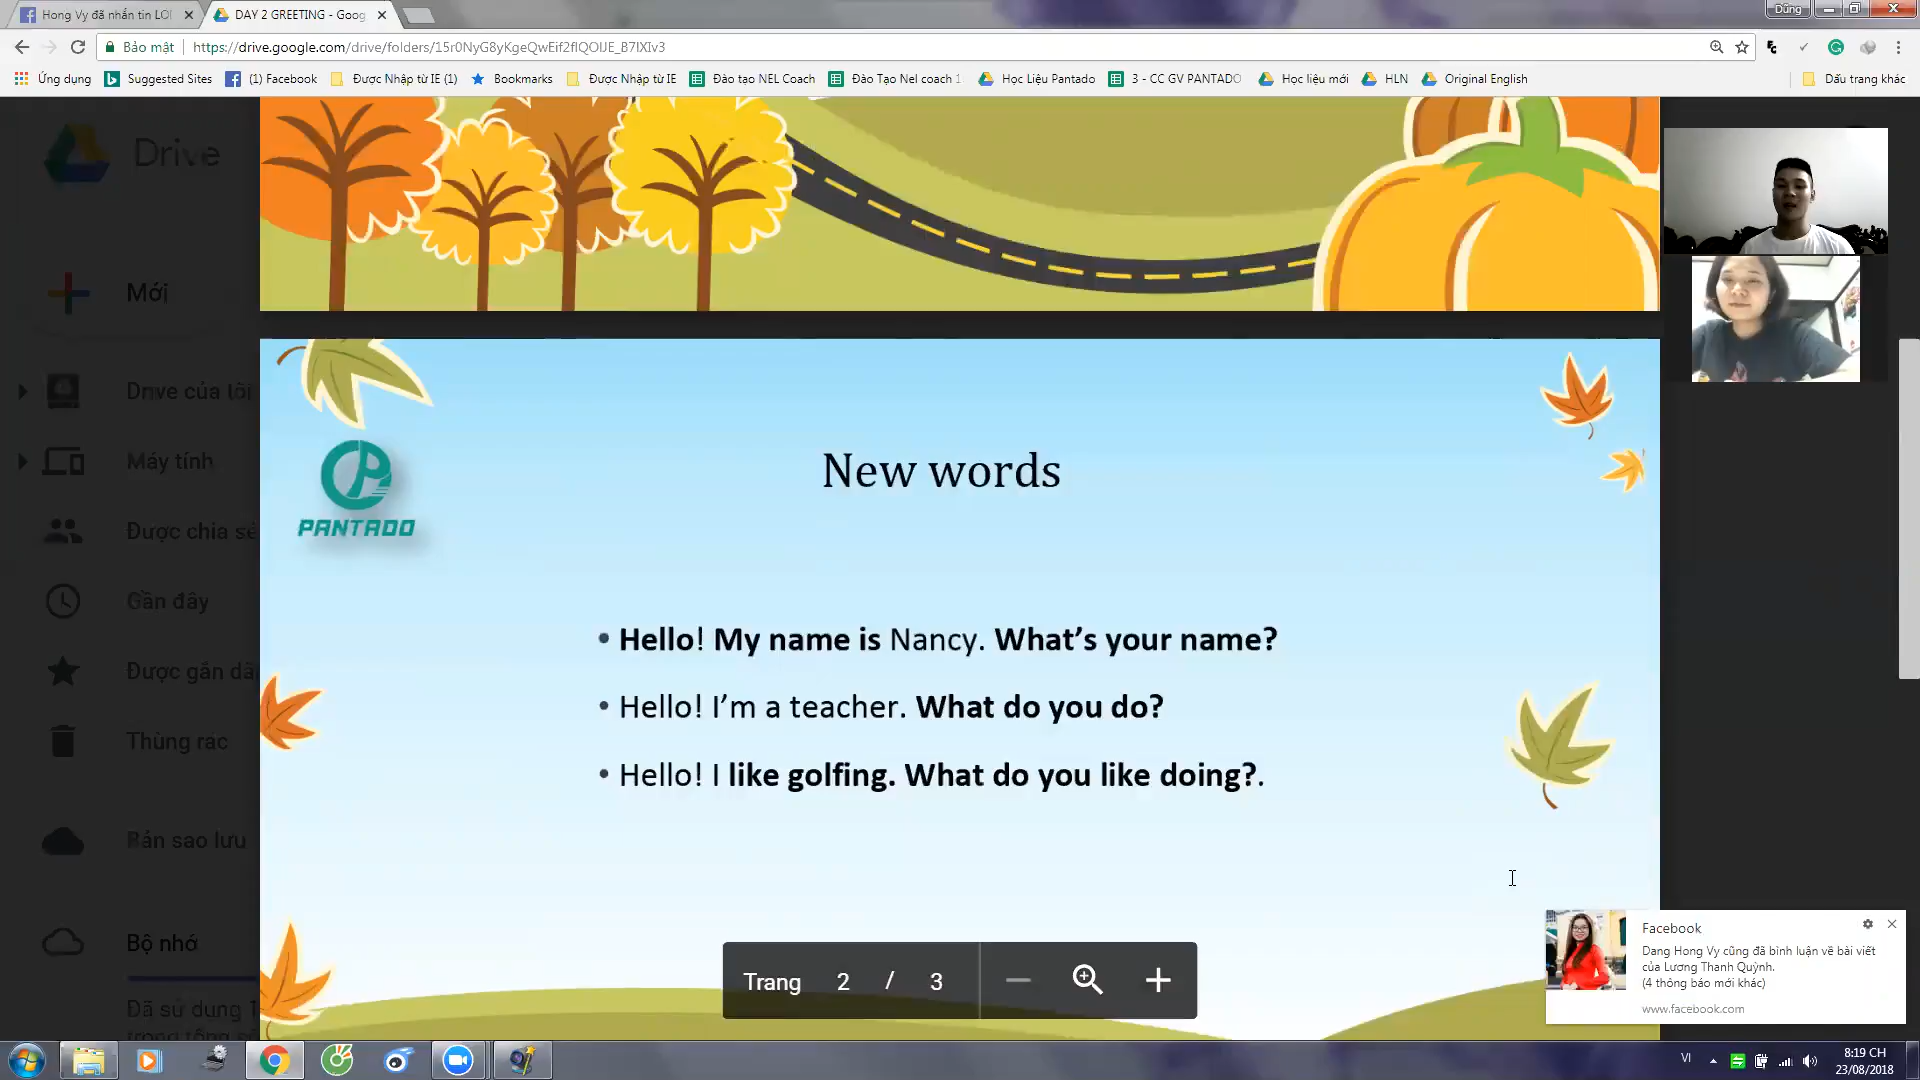 Hong Vy đã nhắn tin
DAY 2 GREETING - Goog
Dũng
Bảo mật
https://drive.google.com/drive/folders/15r0NyG8yKgeQwEif2flQOIJE_B7IXIv3
Ứng dụng
Suggested Sites
(1) Facebook
Được Nhập từ IE (1)
Bookmarks
Được Nhập từ IE
Đào tạo NEL Coach
Đào Tạo Nel coach 1
Học Liệu Pantado
3 - CC GV PANTADO
Học liệu mới
HLN
Original English
Dấu trang khác
Drive
Mới
Drive của tôi
Máy tính
Được chia sẻ
Gần đây
Được gắn dấ
Thùng rác
Bản sao lưu
Bộ nhớ
Đã sử dụng 1
PANTADO
New words
• Hello! My name is Nancy. What's your name?
• Hello! I'm a teacher. What do you do?
• Hello! I like golfing. What do you like doing?.
Trang 2 / 3
Facebook
Dang Hong Vy cũng đã bình luận về bài viết
của Lương Thanh Quỳnh.
(4 thông báo mới khác)
www.facebook.com
VI
8:19 CH
23/08/2018